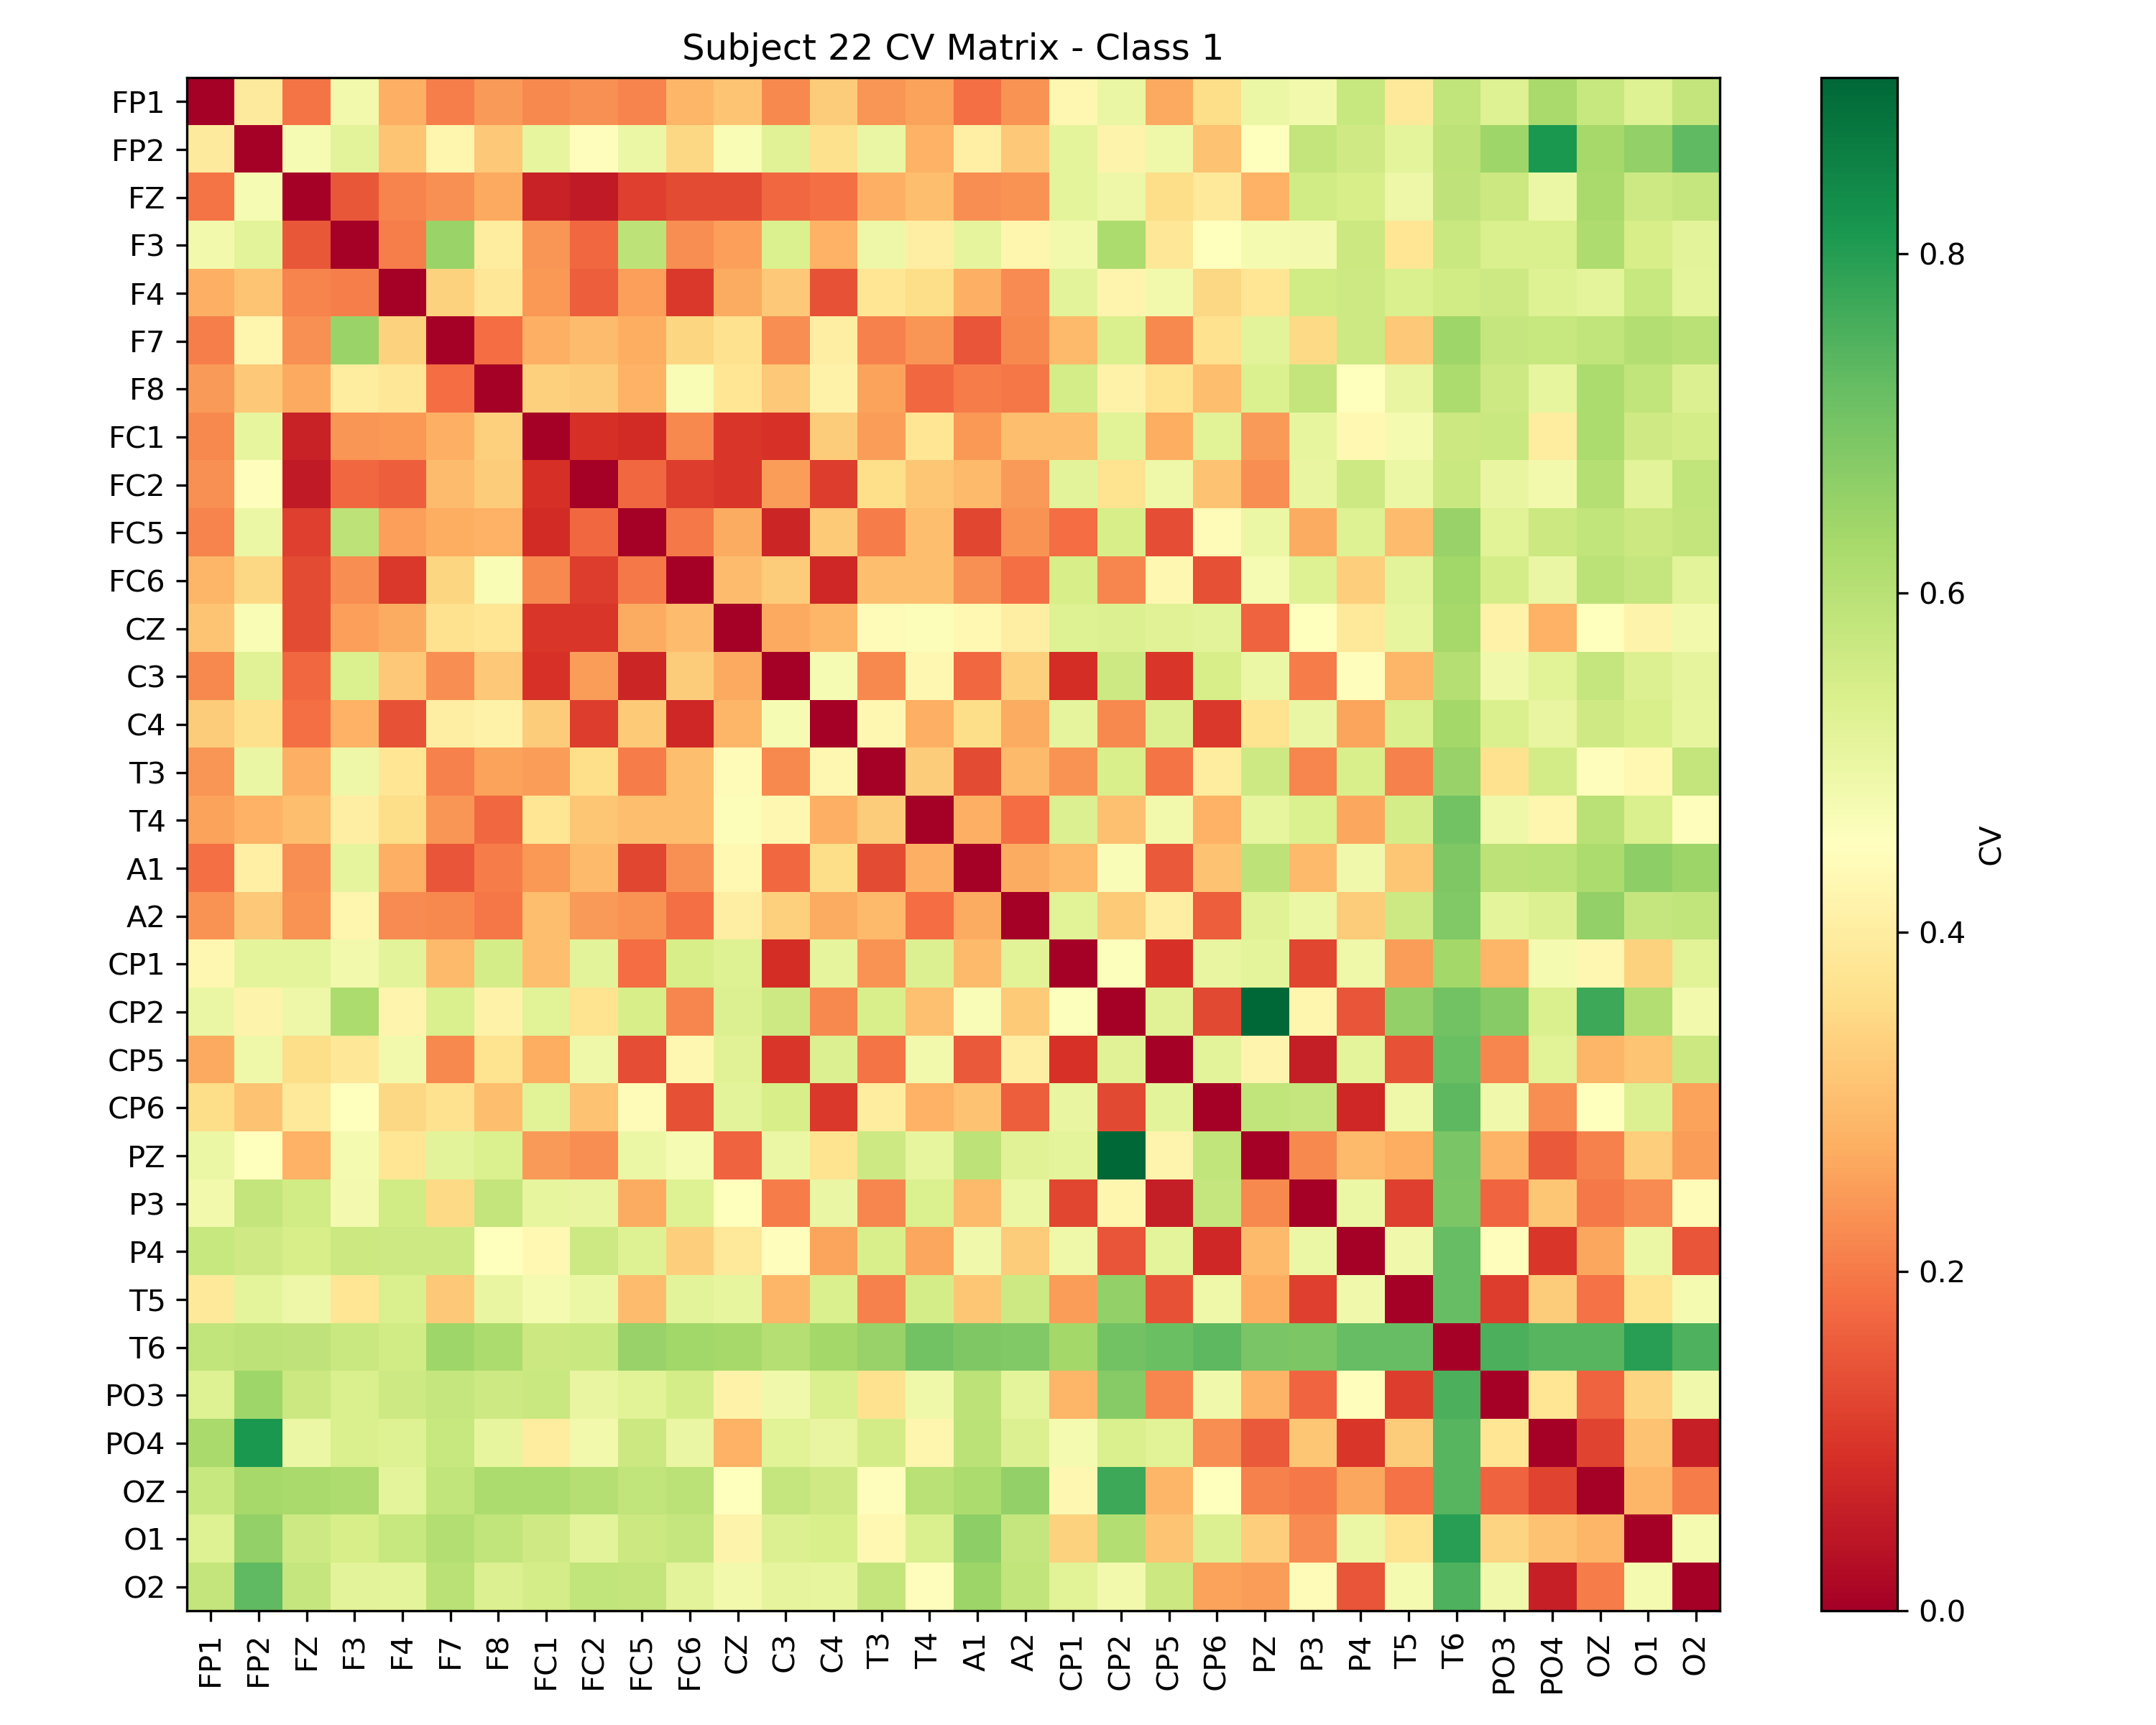 Subject 22 CV Matrix - Class 1
FP1
FP2
FZ
F3
F4
F7
F8
FC1
FC2
FC5
FC6
CZ
C3
C4
T3
T4
A1
A2
CP1
CP2
CP5
CP6
PZ
P3
P4
T5
T6
PO3
PO4
OZ
O1
O2
FP1
FP2
FZ
F3
F4
F7
F8
FC1
FC2
FC5
FC6
CZ
C3
C4
T3
T4
A1
A2
CP1
CP2
CP5
CP6
PZ
P3
P4
T5
T6
PO3
PO4
OZ
O1
O2
0.8
0.6
0.4
0.2
0.0
CV